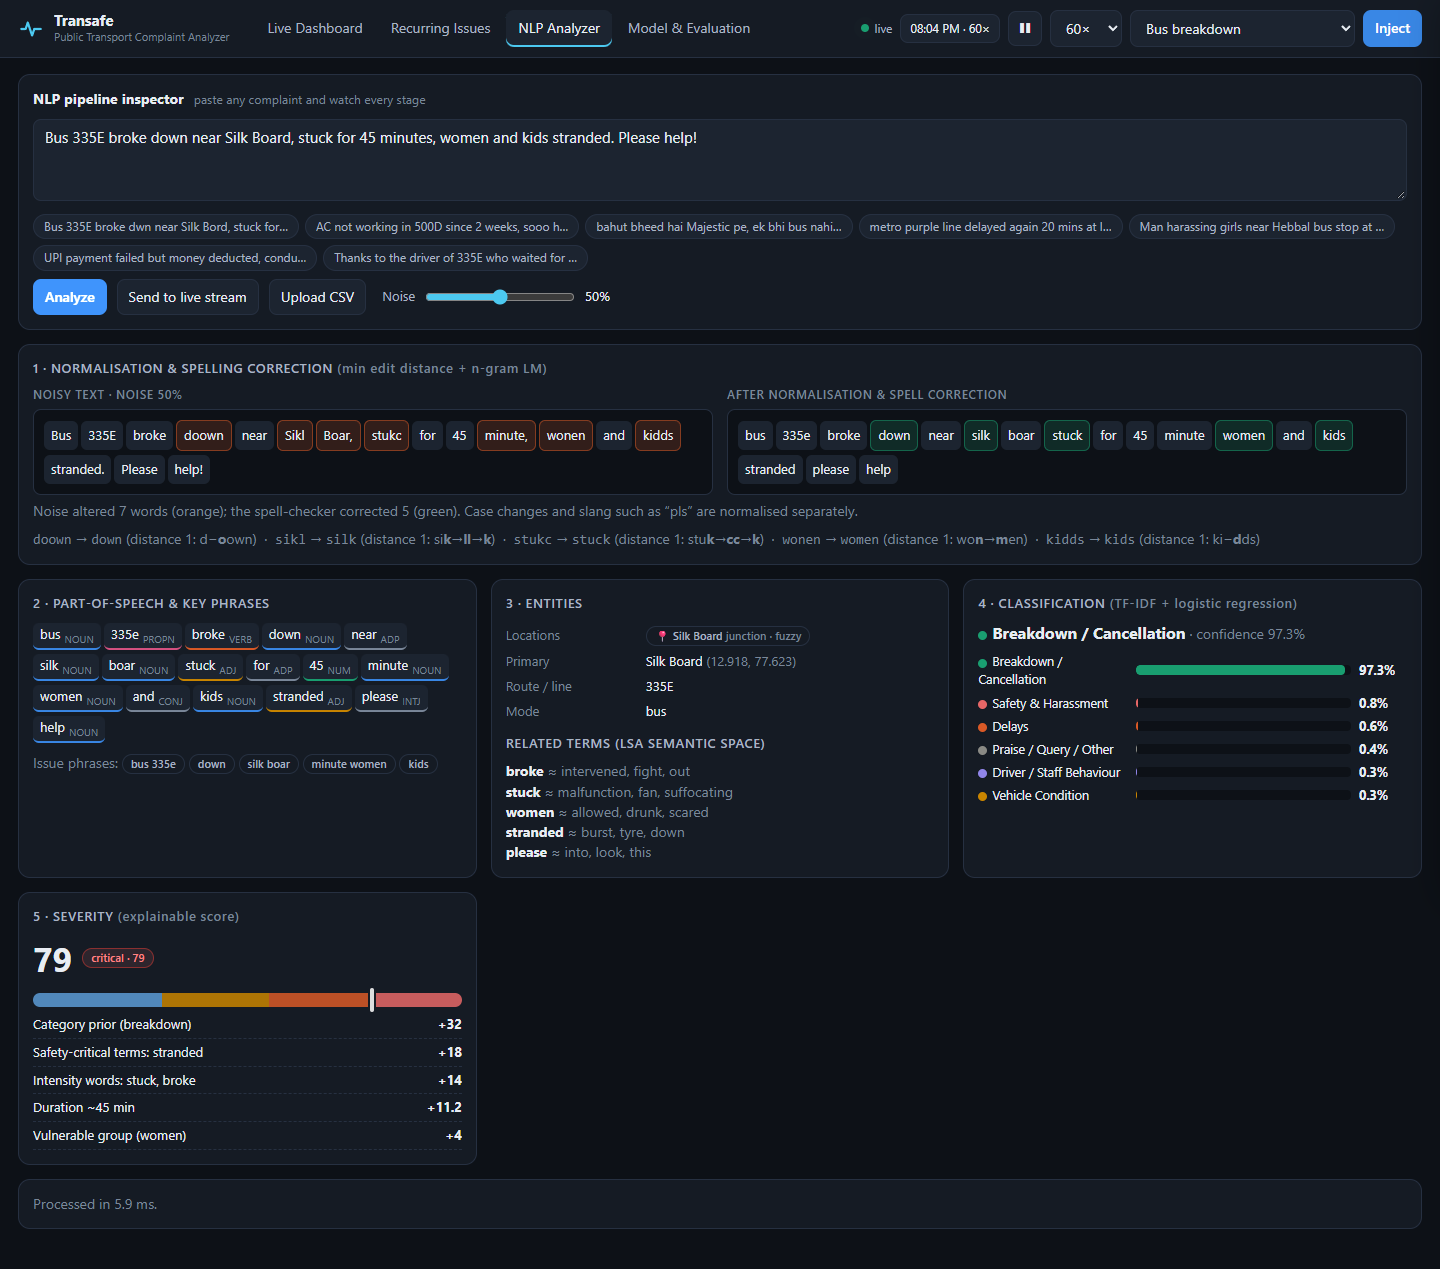 Transafe
Public Transport Complaint Analyzer
Live Dashboard Recurring Issues NLP Analyzer Model & Evaluation
live 08:04 PM · 60× 60× Bus breakdown Inject
NLP pipeline inspector paste any complaint and watch every stage
Bus 335E broke down near Silk Board, stuck for 45 minutes, women and kids stranded. Please help!
Bus 335E broke dwn near Silk Bord, stuck for... AC not working in 500D since 2 weeks, sooo h... bahut bheed hai Majestic pe, ek bhi bus nahi... metro purple line delayed again 20 mins at I... Man harassing girls near Hebbal bus stop at ...
UPI payment failed but money deducted, condu... Thanks to the driver of 335E who waited for ...
Analyze Send to live stream Upload CSV Noise 50%
1 · NORMALISATION & SPELLING CORRECTION (min edit distance + n-gram LM)
NOISY TEXT · NOISE 50%
Bus 335E broke doown near Sikl Boar, stukc for 45 minute, wonen and kidds
stranded. Please help!
AFTER NORMALISATION & SPELL CORRECTION
bus 335e broke down near silk boar stuck for 45 minute women and kids
stranded please help
Noise altered 7 words (orange); the spell-checker corrected 5 (green). Case changes and slang such as “pls” are normalised separately.
doown → down (distance 1: d−oown) · sikl → silk (distance 1: sik→ll→k) · stukc → stuck (distance 1: stuk→cc→k) · wonen → women (distance 1: won→men) · kidds → kids (distance 1: ki−dds)
2 · PART-OF-SPEECH & KEY PHRASES
bus NOUN 335e PROPN broke VERB down NOUN near ADP
silk NOUN boar NOUN stuck ADJ for ADP 45 NUM minute NOUN
women NOUN and CONJ kids NOUN stranded ADJ please INTJ
help NOUN
Issue phrases: bus 335e down silk boar minute women kids
3 · ENTITIES
Locations 📍 Silk Board junction · fuzzy
Primary Silk Board (12.918, 77.623)
Route / line 335E
Mode bus
RELATED TERMS (LSA SEMANTIC SPACE)
broke ≈ intervened, fight, out
stuck ≈ malfunction, fan, suffocating
women ≈ allowed, drunk, scared
stranded ≈ burst, tyre, down
please ≈ into, look, this
4 · CLASSIFICATION (TF-IDF + logistic regression)
Breakdown / Cancellation · confidence 97.3%
Breakdown /
Cancellation 97.3%
Safety & Harassment 0.8%
Delays 0.6%
Praise / Query / Other 0.4%
Driver / Staff Behaviour 0.3%
Vehicle Condition 0.3%
5 · SEVERITY (explainable score)
79 critical · 79
Category prior (breakdown) +32
Safety-critical terms: stranded +18
Intensity words: stuck, broke +14
Duration ~45 min +11.2
Vulnerable group (women) +4
Processed in 5.9 ms.